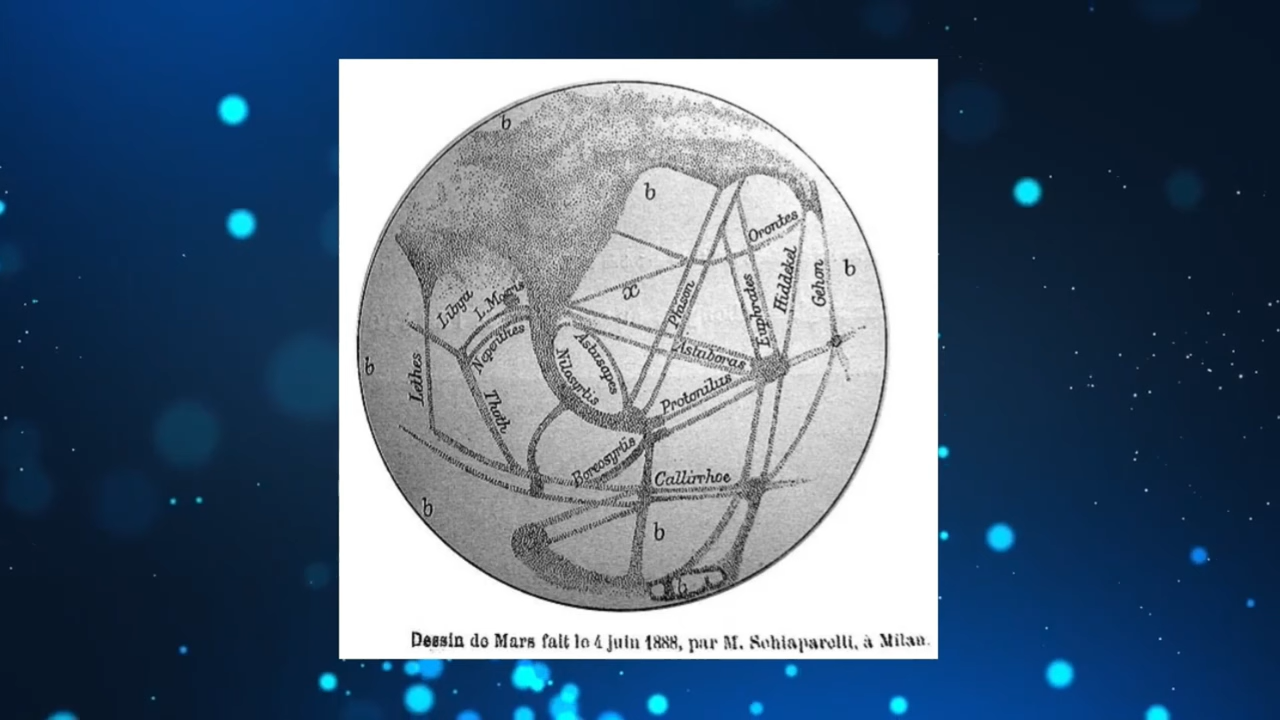 b
b
Orontes
b
Hiddekel
Gehon
x
Phison
Euphrates
Libya
L. Moeris
Nepenthes
Astusapes
Nilosyrtis
Astaboras
Protonilus
b
Lethes
Thoth
Boreosyrtis
Callirrhoe
b
b
b
Dessin de Mars fait le 4 juin 1888, par M. Schiaparelli, à Milan.